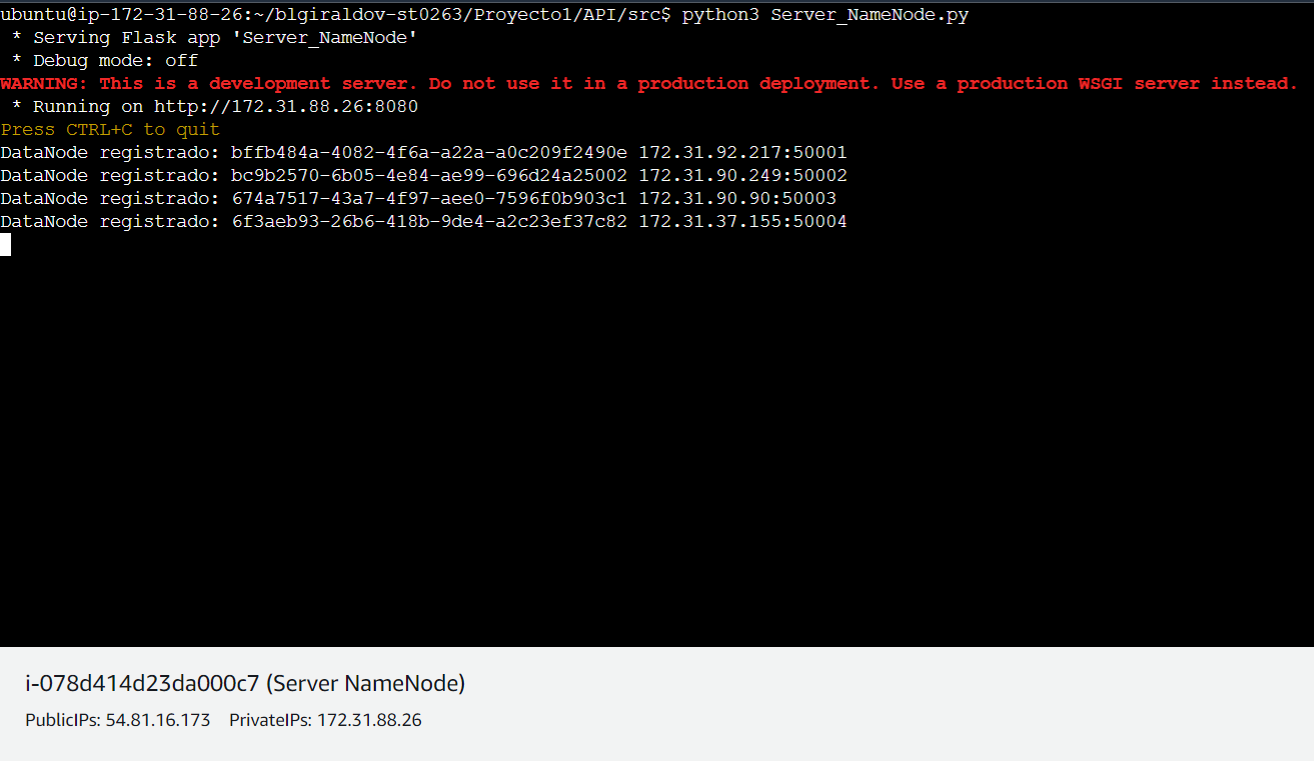 ubuntu@ip-172-31-88-26:~/blgiraldov-st0263/Proyecto1/API/src$ python3 Server_NameNode.py
 * Serving Flask app 'Server_NameNode'
 * Debug mode: off
WARNING: This is a development server. Do not use it in a production deployment. Use a production WSGI server instead.
 * Running on http://172.31.88.26:8080
Press CTRL+C to quit
DataNode registrado: bffb484a-4082-4f6a-a22a-a0c209f2490e 172.31.92.217:50001
DataNode registrado: bc9b2570-6b05-4e84-ae99-696d24a25002 172.31.90.249:50002
DataNode registrado: 674a7517-43a7-4f97-aee0-7596f0b903c1 172.31.90.90:50003
DataNode registrado: 6f3aeb93-26b6-418b-9de4-a2c23ef37c82 172.31.37.155:50004
i-078d414d23da000c7 (Server NameNode)
PublicIPs: 54.81.16.173 PrivateIPs: 172.31.88.26